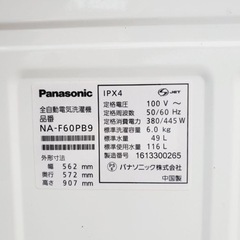 Panasonic
全自動電気洗濯機
品番
NA-F60PB9
外形寸法
幅 562 mm
奥行 572 mm
高さ 907 mm
IPX4
JET
定格電圧 100 V～
定格周波数 50/60 Hz
定格消費電力 380/445 W
標準洗濯容量 6.0 kg
標準水量 49 L
標準使用水量 116 L
製造番号 1613300265
パナソニック株式会社
中国製